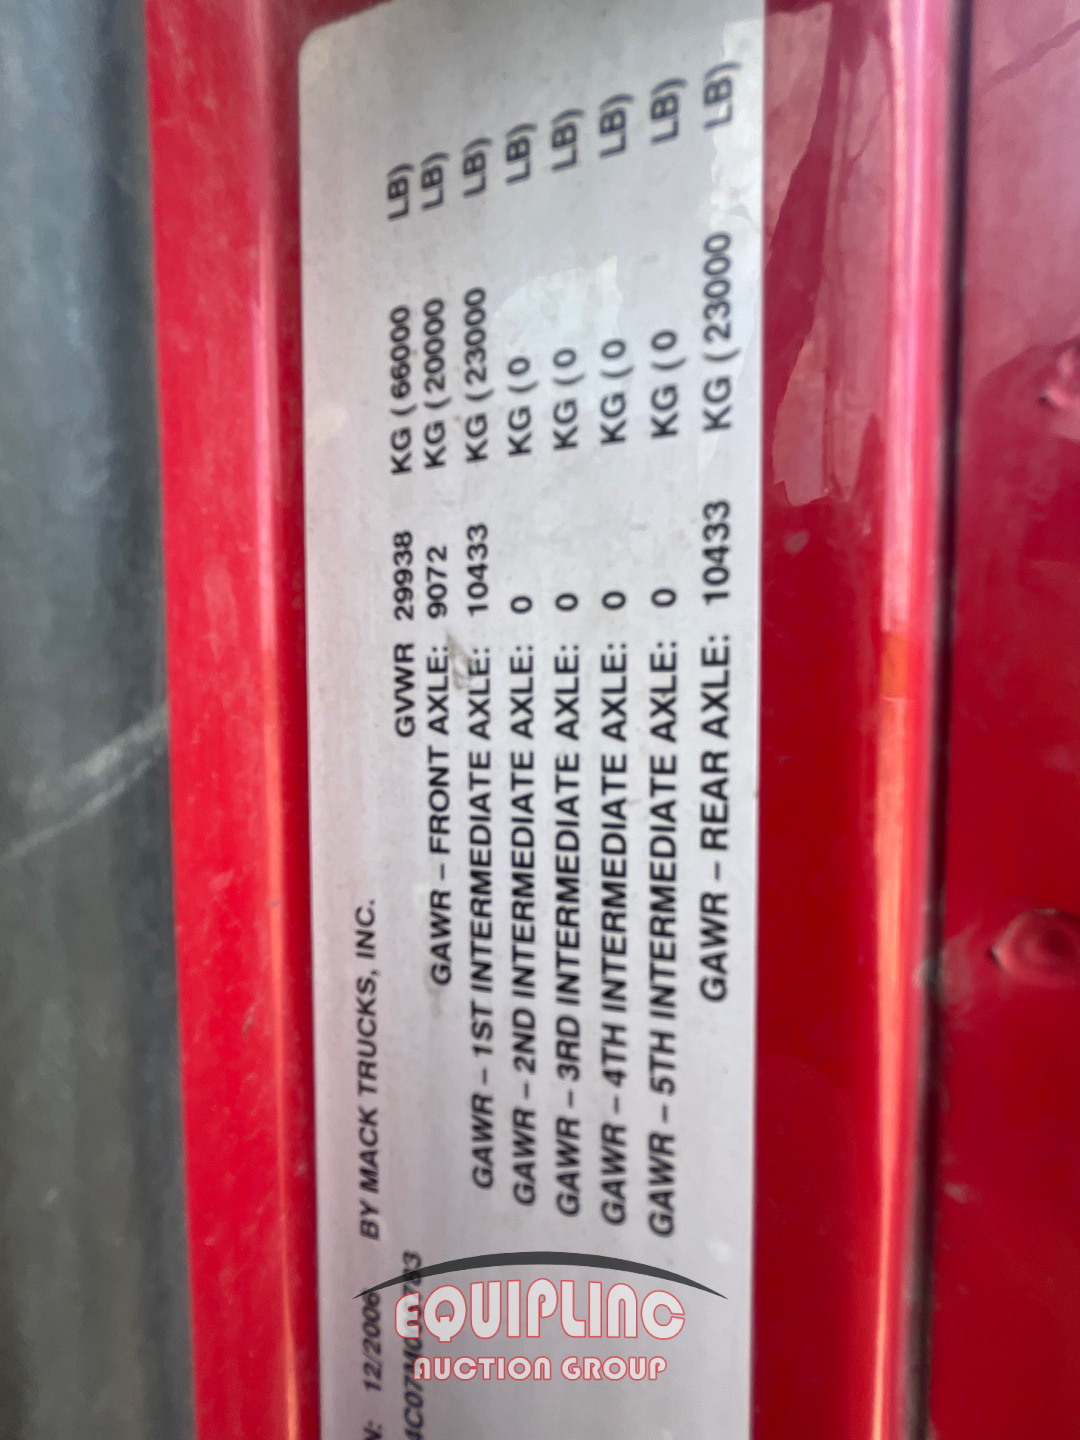 N: 12/2006 BY MACK TRUCKS, INC.
GVWR 29938 KG (66000 LB)
GAWR – FRONT AXLE: 9072 KG (20000 LB)
GAWR – 1ST INTERMEDIATE AXLE: 10433 KG (23000 LB)
GAWR – 2ND INTERMEDIATE AXLE: 0 KG (0 LB)
GAWR – 3RD INTERMEDIATE AXLE: 0 KG (0 LB)
GAWR – 4TH INTERMEDIATE AXLE: 0 KG (0 LB)
GAWR – 5TH INTERMEDIATE AXLE: 0 KG (0 LB)
GAWR – REAR AXLE: 10433 KG (23000 LB)
EQUIPLINC
AUCTION GROUP